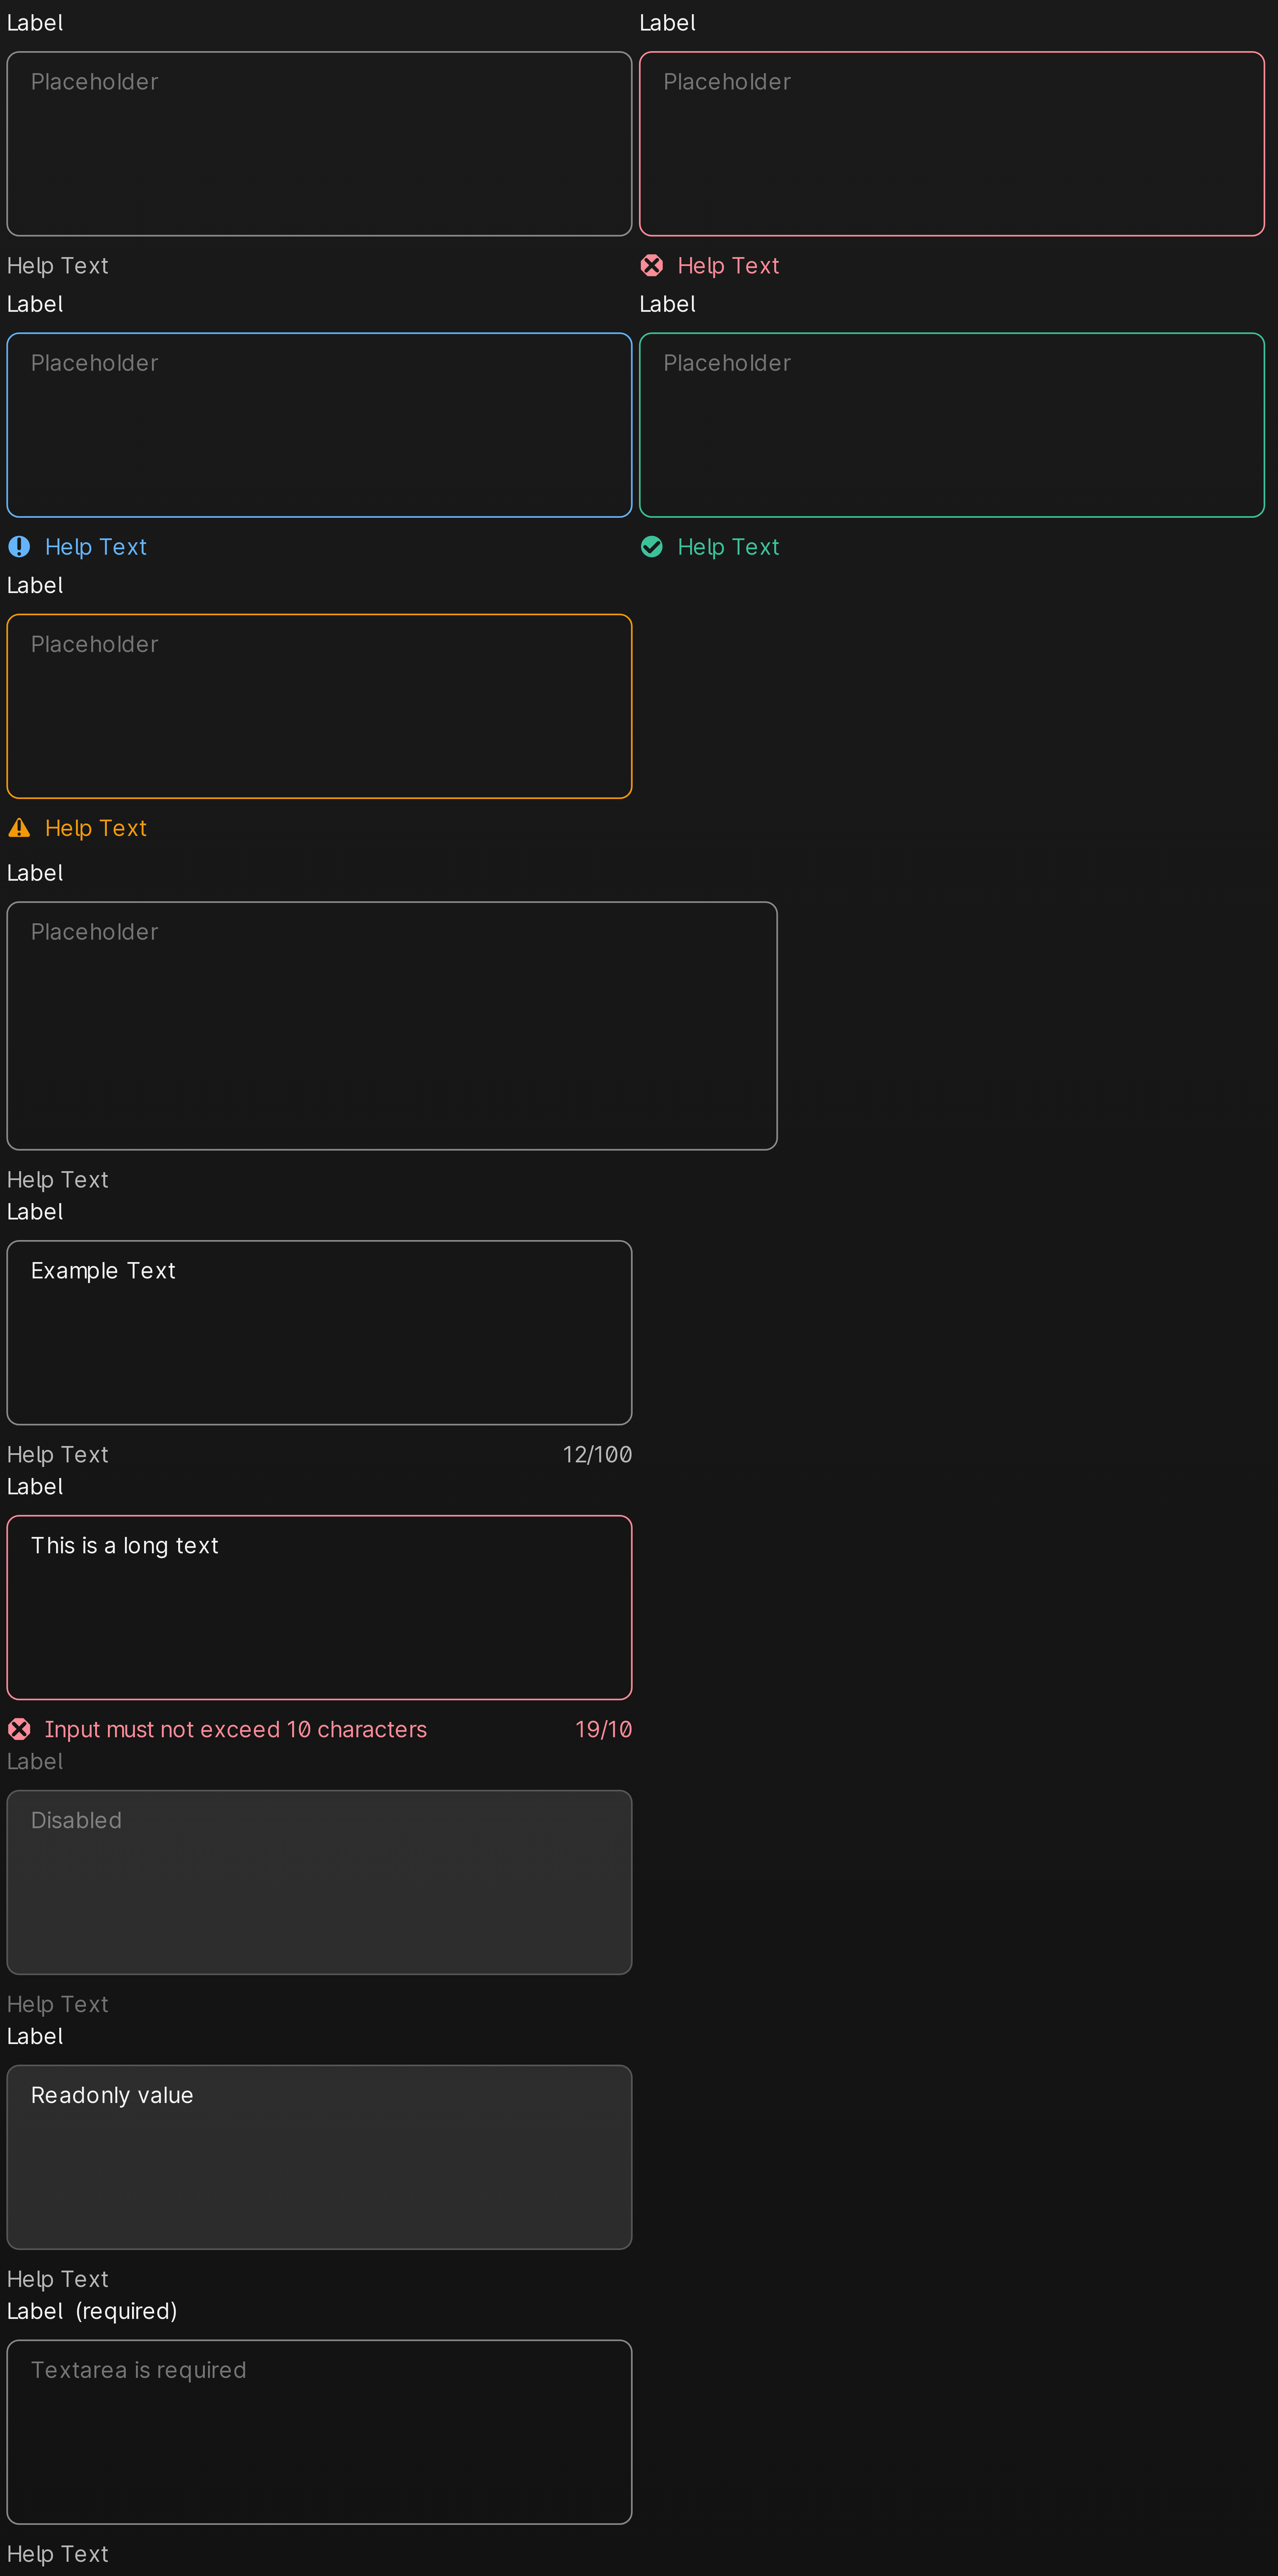 Label
Placeholder
Help Text
Label
Placeholder
Help Text
Label
Placeholder
Help Text
Label
Placeholder
Help Text
Label
Placeholder
Help Text
Label
Placeholder
Help Text
Label
Example Text
Help Text 12/100
Label
This is a long text
Input must not exceed 10 characters 19/10
Label
Disabled
Help Text
Label
Readonly value
Help Text
Label (required)
Textarea is required
Help Text